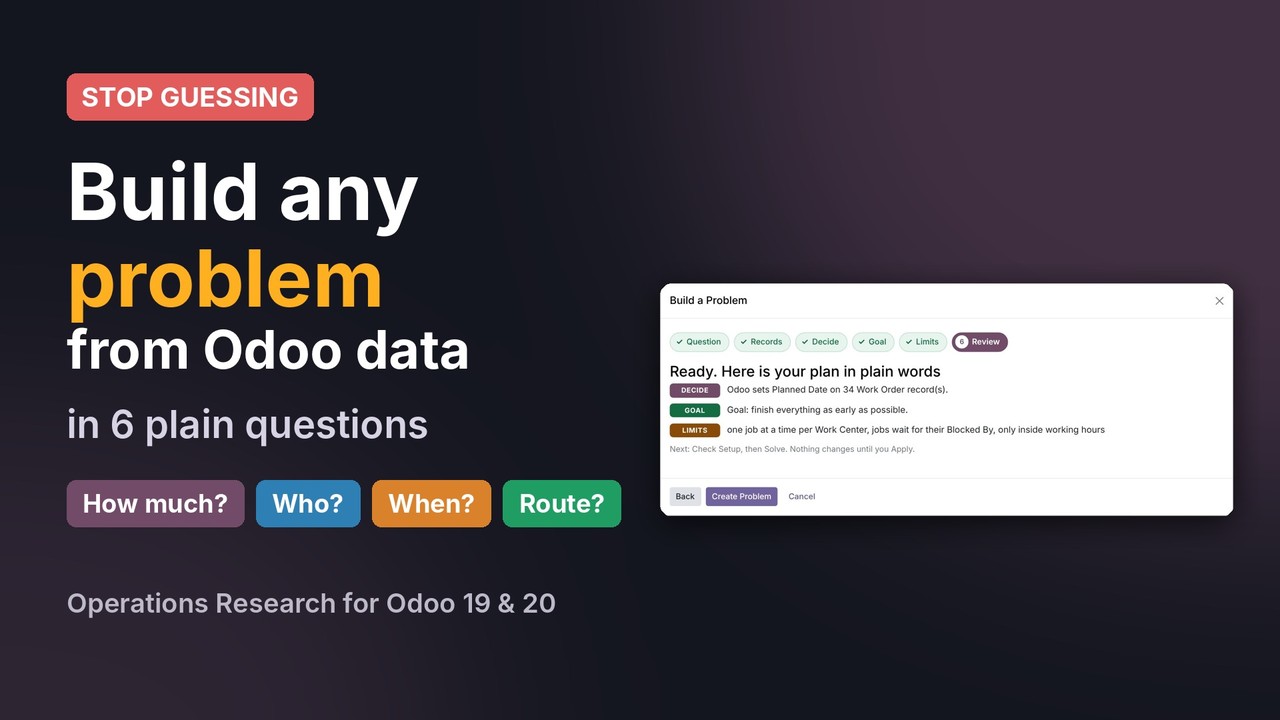 STOP GUESSING
Build any
problem
from Odoo data
in 6 plain questions
How much? Who? When? Route?
Operations Research for Odoo 19 & 20
Build a Problem
✓ Question ✓ Records ✓ Decide ✓ Goal ✓ Limits 6 Review
Ready. Here is your plan in plain words
DECIDE Odoo sets Planned Date on 34 Work Order record(s).
GOAL Goal: finish everything as early as possible.
LIMITS one job at a time per Work Center, jobs wait for their Blocked By, only inside working hours
Next: Check Setup, then Solve. Nothing changes until you Apply.
Back Create Problem Cancel